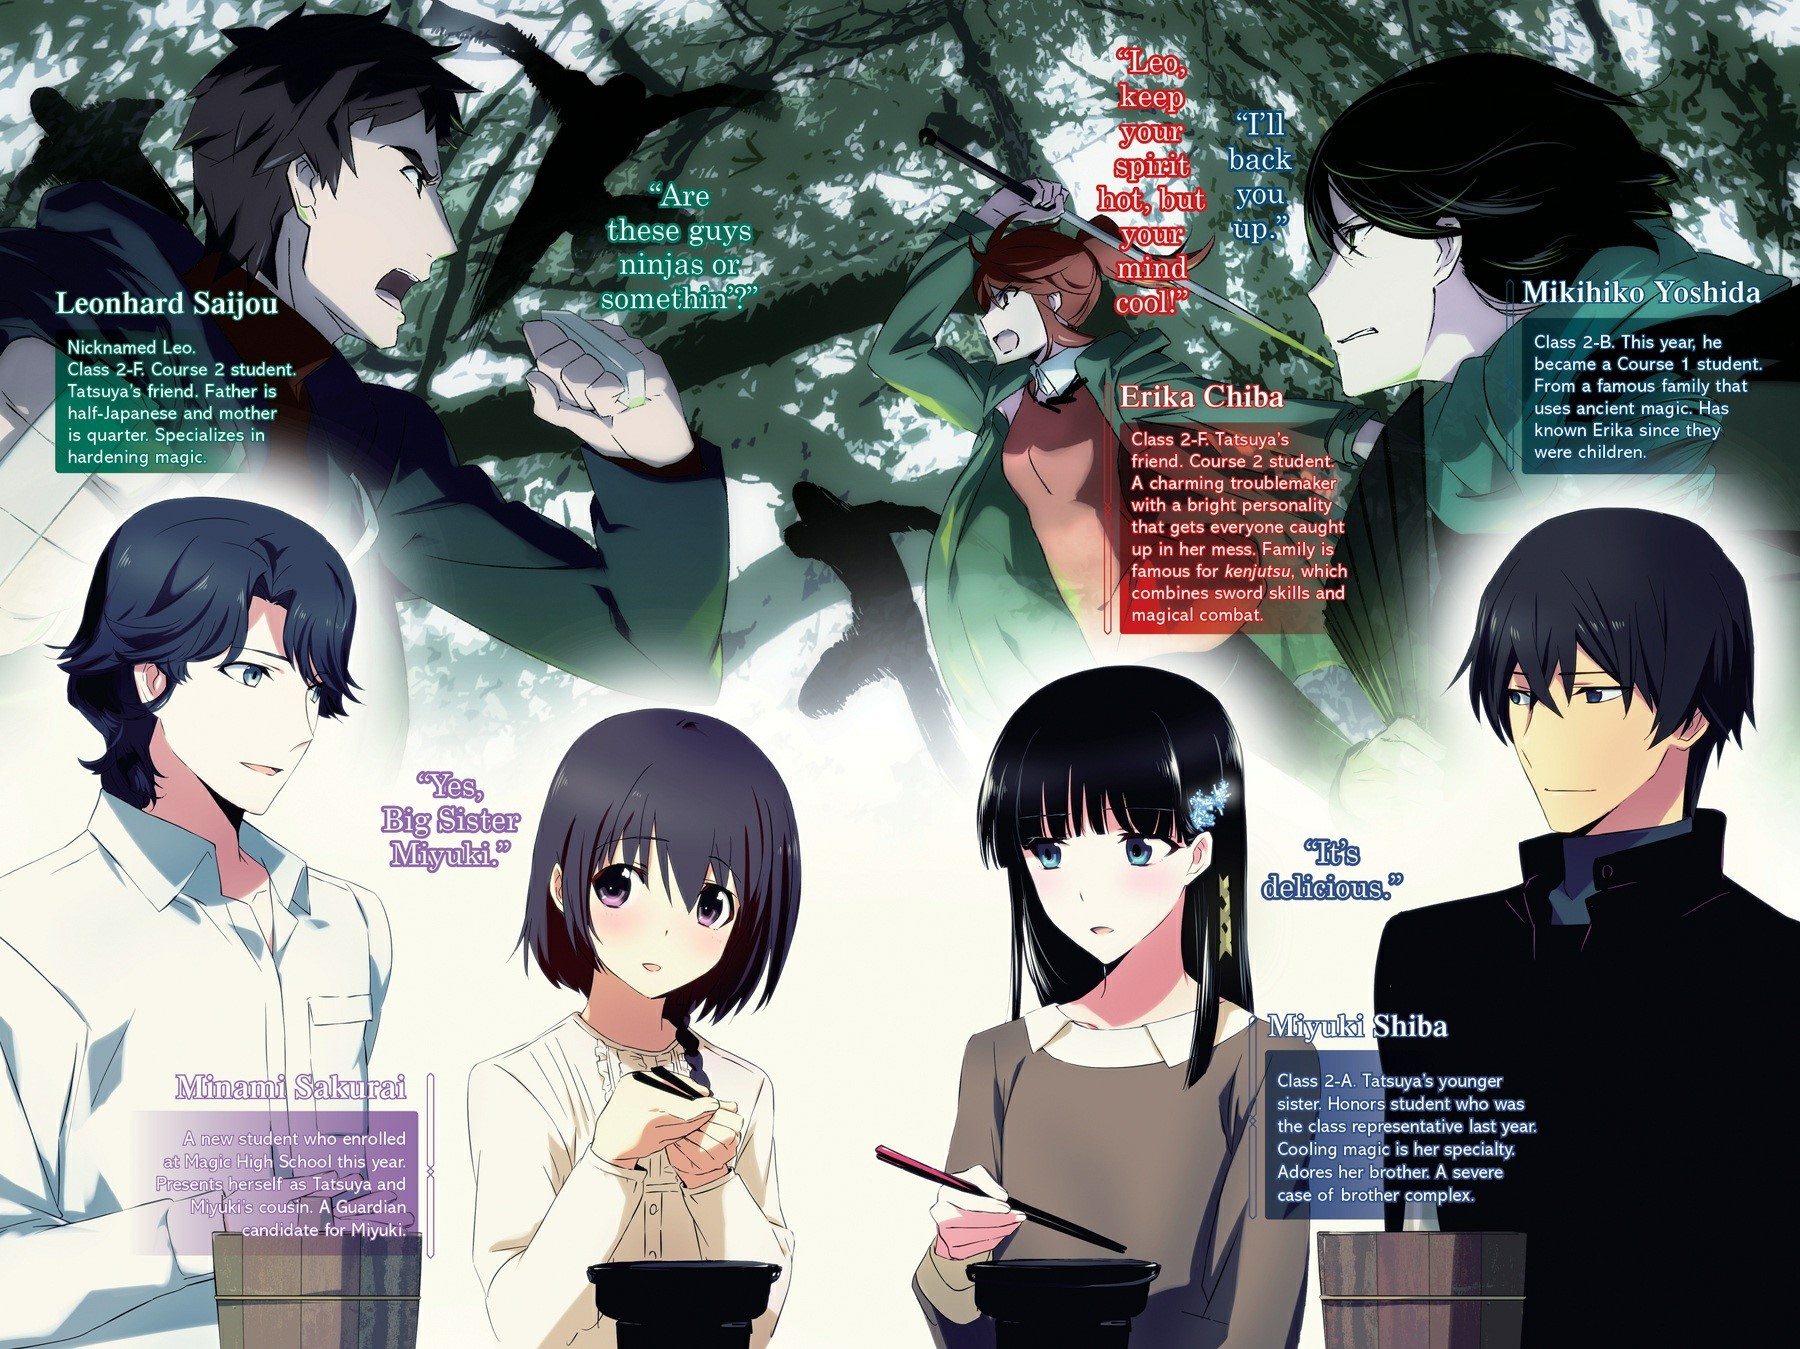 “Leo,
keep
your
spirit
hot, but
your
mind
cool!”
“I’ll
back
you
up.”
“Are
these guys
ninjas or
somethin’?”
Leonhard Saijou
Nicknamed Leo.
Class 2-F. Course 2 student.
Tatsuya’s friend. Father is
half-Japanese and mother
is quarter. Specializes in
hardening magic.
Mikihiko Yoshida
Class 2-B. This year, he
became a Course 1 student.
From a famous family that
uses ancient magic. Has
known Erika since they
were children.
Erika Chiba
Class 2-F. Tatsuya’s
friend. Course 2 student.
A charming troublemaker
with a bright personality
that gets everyone caught
up in her mess. Family is
famous for kenjutsu, which
combines sword skills and
magical combat.
“Yes,
Big Sister
Miyuki.”
“It’s
delicious.”
Miyuki Shiba
Class 2-A. Tatsuya’s younger
sister. Honors student who was
the class representative last year.
Cooling magic is her specialty.
Adores her brother. A severe
case of brother complex.
Minami Sakurai
A new student who enrolled
at Magic High School this year.
Presents herself as Tatsuya and
Miyuki’s cousin. A Guardian
candidate for Miyuki.